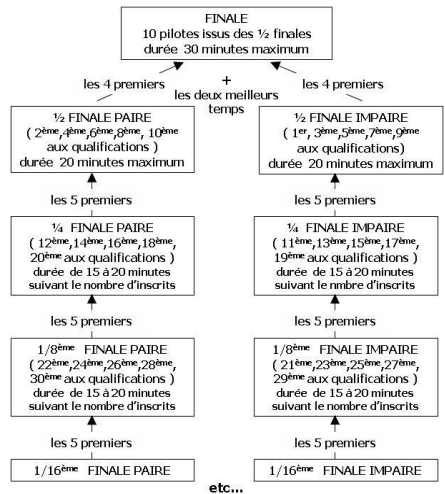 FINALE
10 pilotes issus des ½ finales
durée 30 minutes maximum
les 4 premiers
+
les deux meilleurs
temps
les 4 premiers
½ FINALE PAIRE
( 2ème,4ème,6ème,8ème, 10ème
aux qualifications )
durée 20 minutes maximum
½ FINALE IMPAIRE
( 1er, 3ème,5ème,7ème,9ème
aux qualifications)
durée 20 minutes maximum
les 5 premiers
les 5 premiers
¼ FINALE PAIRE
( 12ème,14ème,16ème,18ème,
20ème aux qualifications )
durée de 15 à 20 minutes
suivant le nombre d'inscrits
¼ FINALE IMPAIRE
( 11ème,13ème,15ème,17ème,
19ème aux qualifications )
durée de 15 à 20 minutes
suivant le nombre d'inscrits
les 5 premiers
les 5 premiers
1/8ème FINALE PAIRE
( 22ème,24ème,26ème,28ème,
30ème aux qualifications )
durée de 15 à 20 minutes
suivant le nombre d'inscrits
1/8ème FINALE IMPAIRE
( 21ème,23ème,25ème,27ème,
29ème aux qualifications )
durée de 15 à 20 minutes
suivant le nombre d'inscrits
les 5 premiers
les 5 premiers
1/16ème FINALE PAIRE
1/16ème FINALE IMPAIRE
etc...